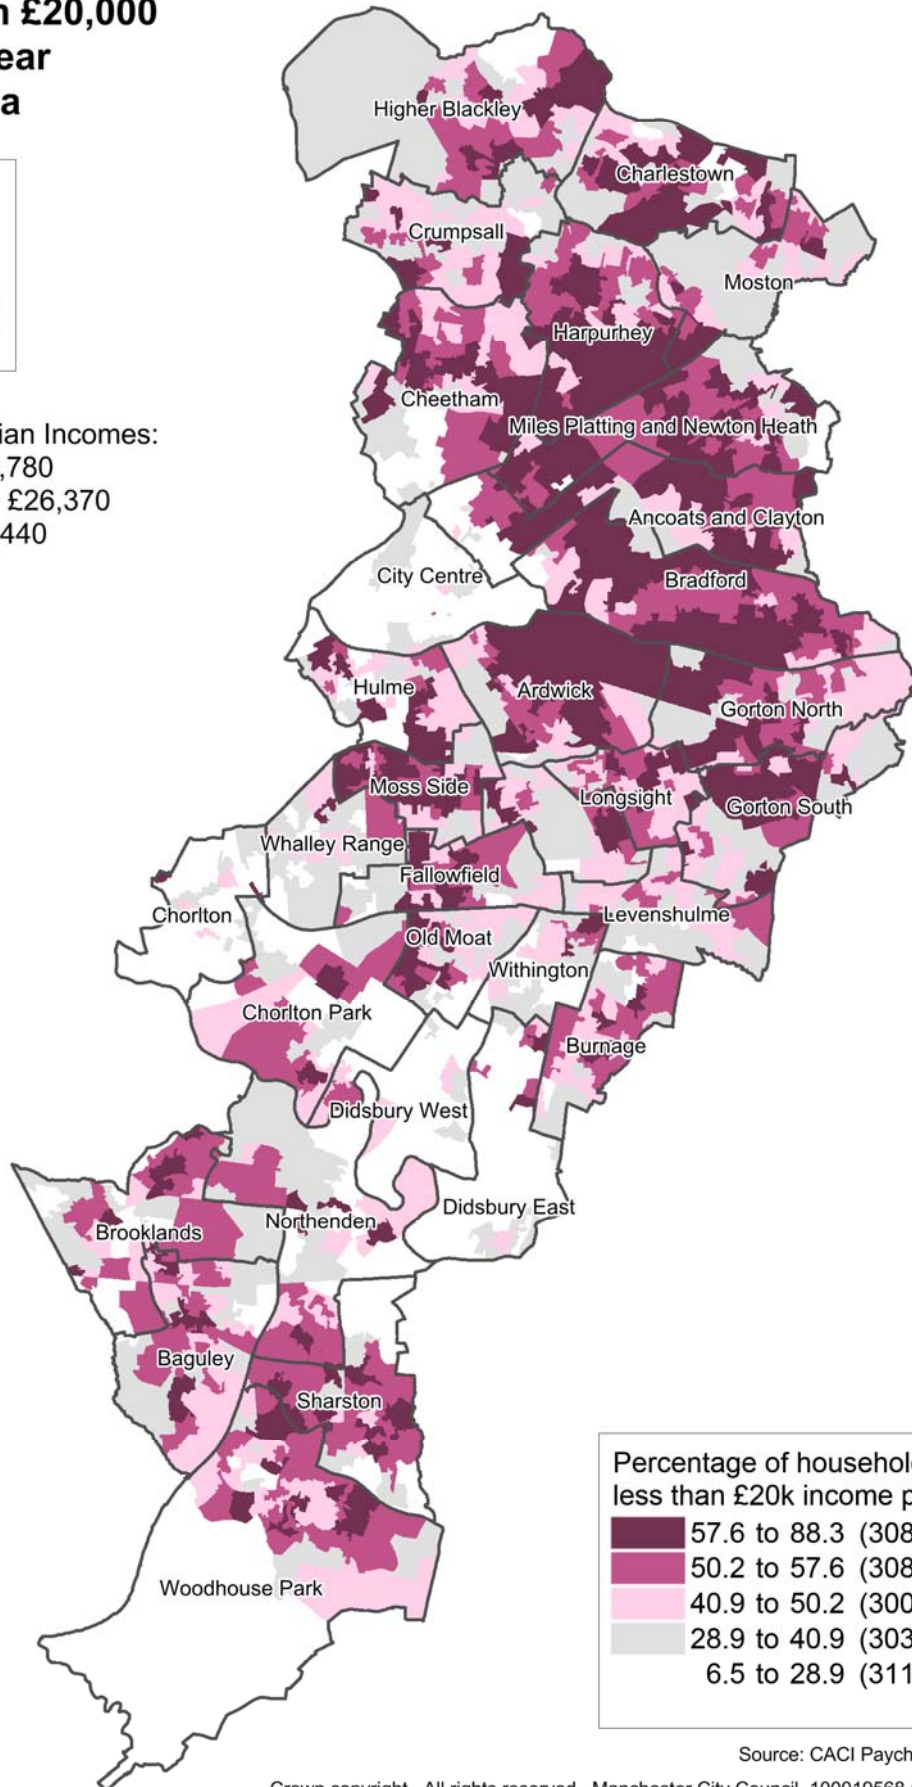 £20,000
ear
a
ian Incomes:
,780
£26,370
440
Higher Blackley
Charlestown
Crumpsall
Moston
Harpurhey
Cheetham
Miles Platting and Newton Heath
Ancoats and Clayton
City Centre
Bradford
Hulme
Ardwick
Gorton North
Moss Side
Longsight
Gorton South
Whalley Range
Fallowfield
Chorlton
Levenshulme
Old Moat
Withington
Chorlton Park
Burnage
Didsbury West
Didsbury East
Northenden
Brooklands
Baguley
Sharston
Woodhouse Park
Percentage of househol
less than £20k income p
57.6 to 88.3 (308
50.2 to 57.6 (308
40.9 to 50.2 (300
28.9 to 40.9 (303
6.5 to 28.9 (311
Source: CACI Paych